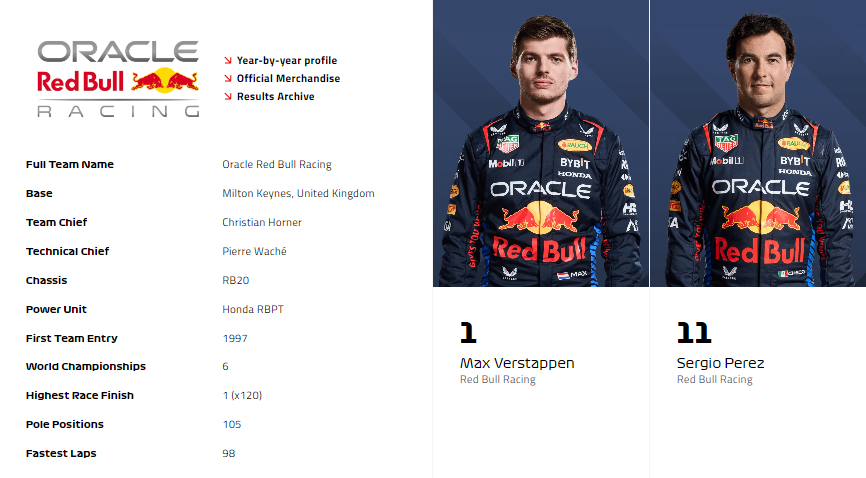 ORACLE
Red Bull
RACING
Year-by-year profile
Official Merchandise
Results Archive
Full Team Name Oracle Red Bull Racing
Base Milton Keynes, United Kingdom
Team Chief Christian Horner
Technical Chief Pierre Waché
Chassis RB20
Power Unit Honda RBPT
First Team Entry 1997
World Championships 6
Highest Race Finish 1 (x120)
Pole Positions 105
Fastest Laps 98
TAG
HEUER
RAUCH
Mobil 1
BYBIT
HONDA
ORACLE
Red Bull
MAX
1
Max Verstappen
Red Bull Racing
TAG
HEUER
RAUCH
Mobil 1
BYBIT
HONDA
ORACLE
Red Bull
CHECO
11
Sergio Perez
Red Bull Racing